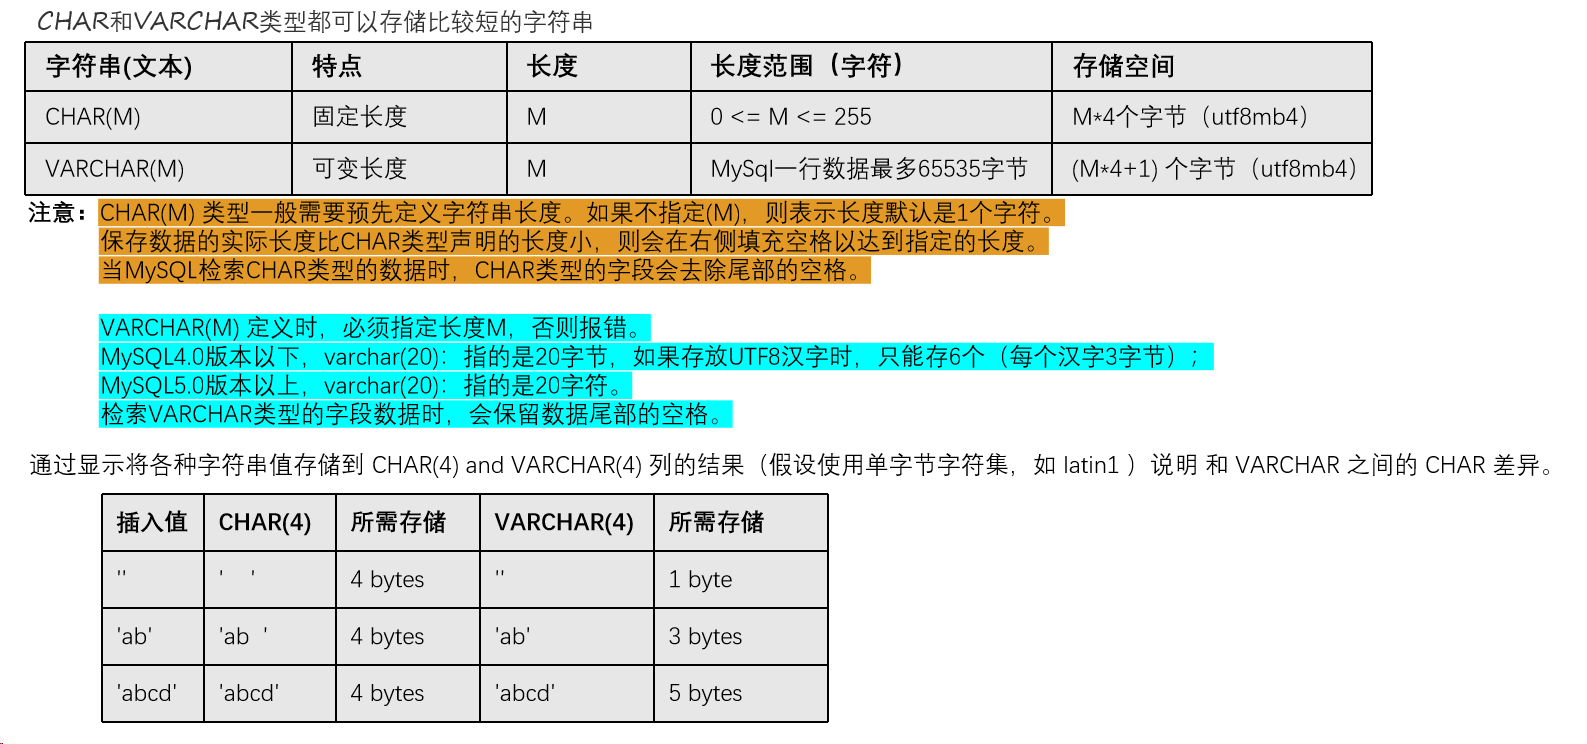 CHAR和VARCHAR类型都可以存储比较短的字符串
字符串(文本) 特点 长度 长度范围（字符） 存储空间
CHAR(M) 固定长度 M 0 <= M <= 255 M*4个字节（utf8mb4）
VARCHAR(M) 可变长度 M MySql一行数据最多65535字节 (M*4+1) 个字节（utf8mb4）
注意：CHAR(M) 类型一般需要预先定义字符串长度。如果不指定(M)，则表示长度默认是1个字符。
保存数据的实际长度比CHAR类型声明的长度小，则会在右侧填充空格以达到指定的长度。
当MySQL检索CHAR类型的数据时，CHAR类型的字段会去除尾部的空格。
VARCHAR(M) 定义时，必须指定长度M，否则报错。
MySQL4.0版本以下，varchar(20)：指的是20字节，如果存放UTF8汉字时，只能存6个（每个汉字3字节）；
MySQL5.0版本以上，varchar(20)：指的是20字符。
检索VARCHAR类型的字段数据时，会保留数据尾部的空格。
通过显示将各种字符串值存储到 CHAR(4) and VARCHAR(4) 列的结果（假设使用单字节字符集，如 latin1 ）说明 和 VARCHAR 之间的 CHAR 差异。
插入值 CHAR(4) 所需存储 VARCHAR(4) 所需存储
'' '    ' 4 bytes '' 1 byte
'ab' 'ab  ' 4 bytes 'ab' 3 bytes
'abcd' 'abcd' 4 bytes 'abcd' 5 bytes